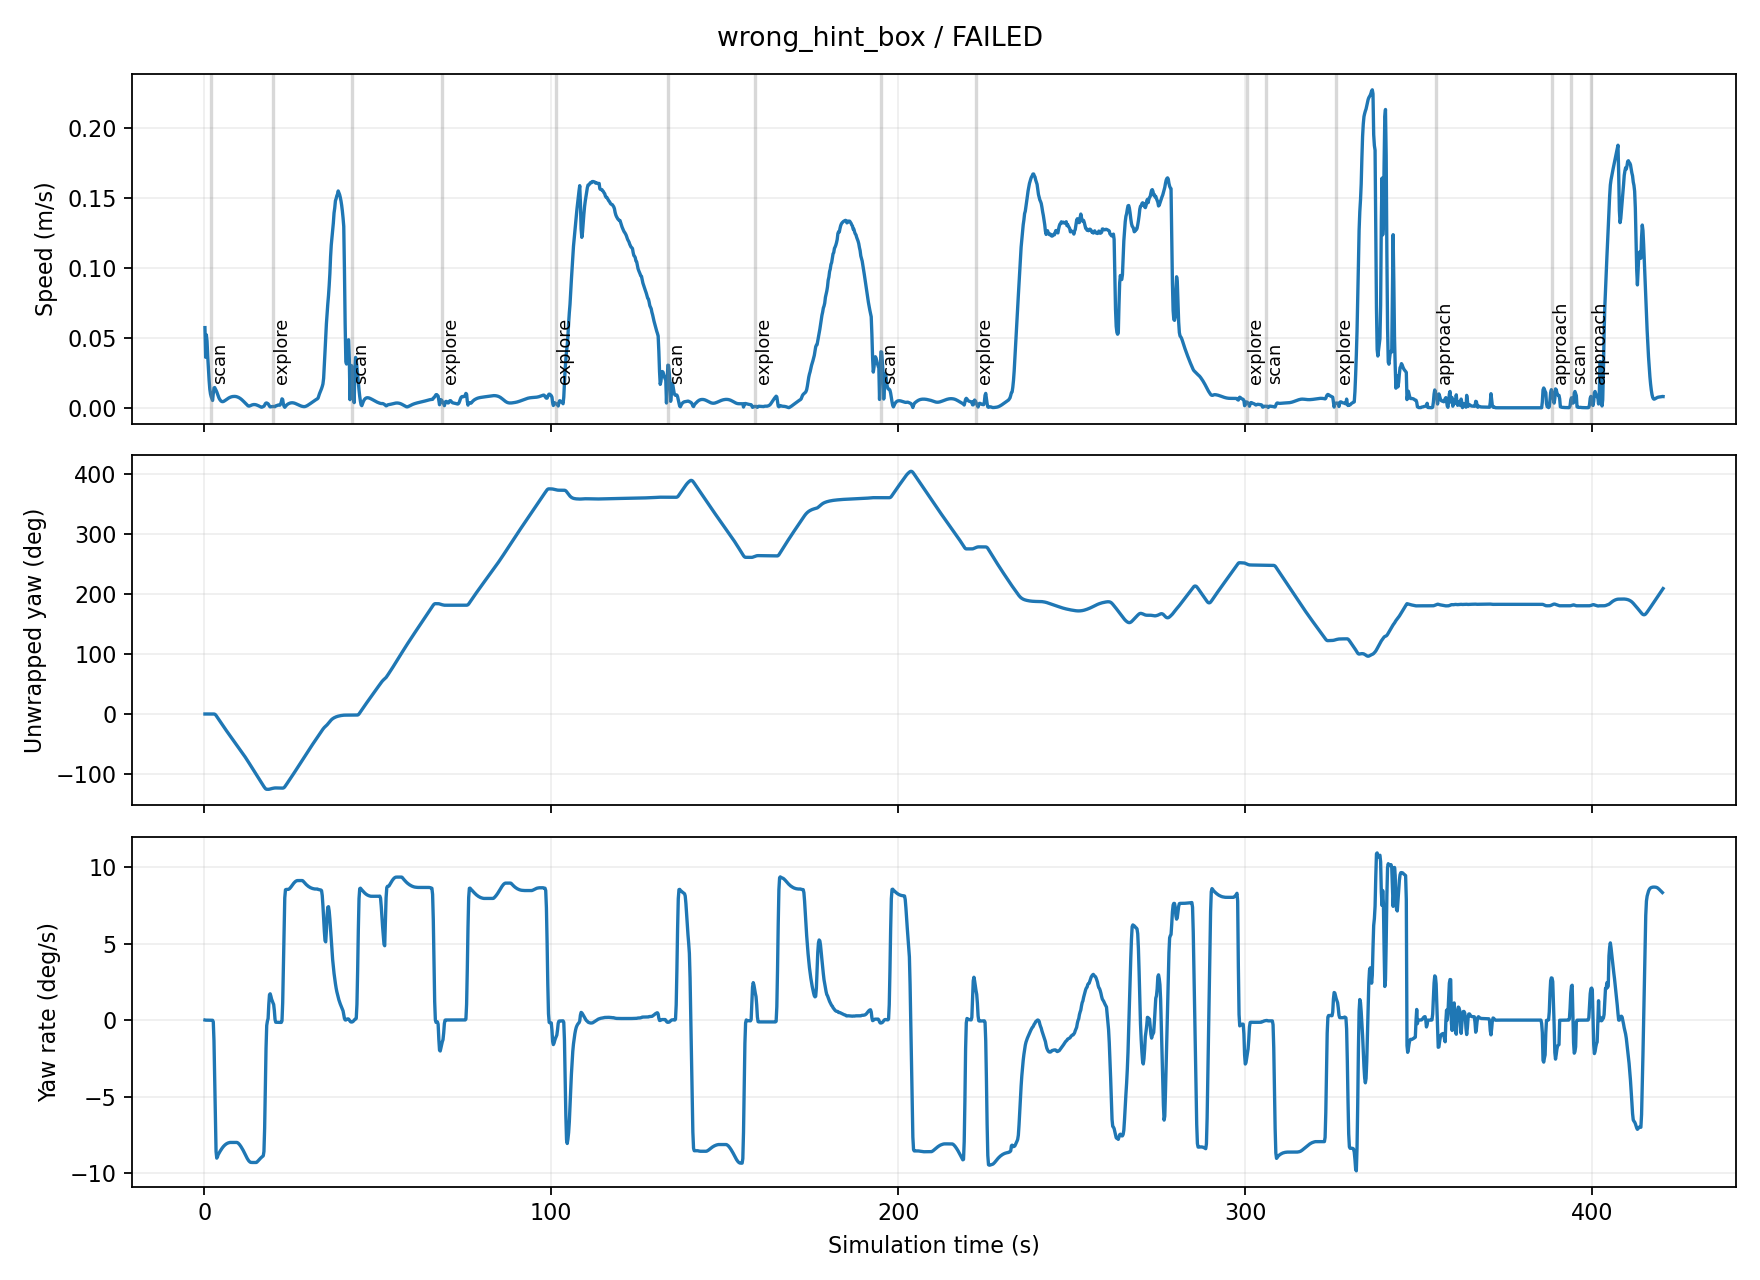 wrong_hint_box / FAILED
Speed (m/s)
0.20
0.15
0.10
0.05
0.00
scan
explore
scan
explore
explore
scan
explore
scan
explore
explore
scan
explore
approach
approach
scan
approach
Unwrapped yaw (deg)
400
300
200
100
0
−100
Yaw rate (deg/s)
10
5
0
−5
−10
0
100
200
300
400
Simulation time (s)